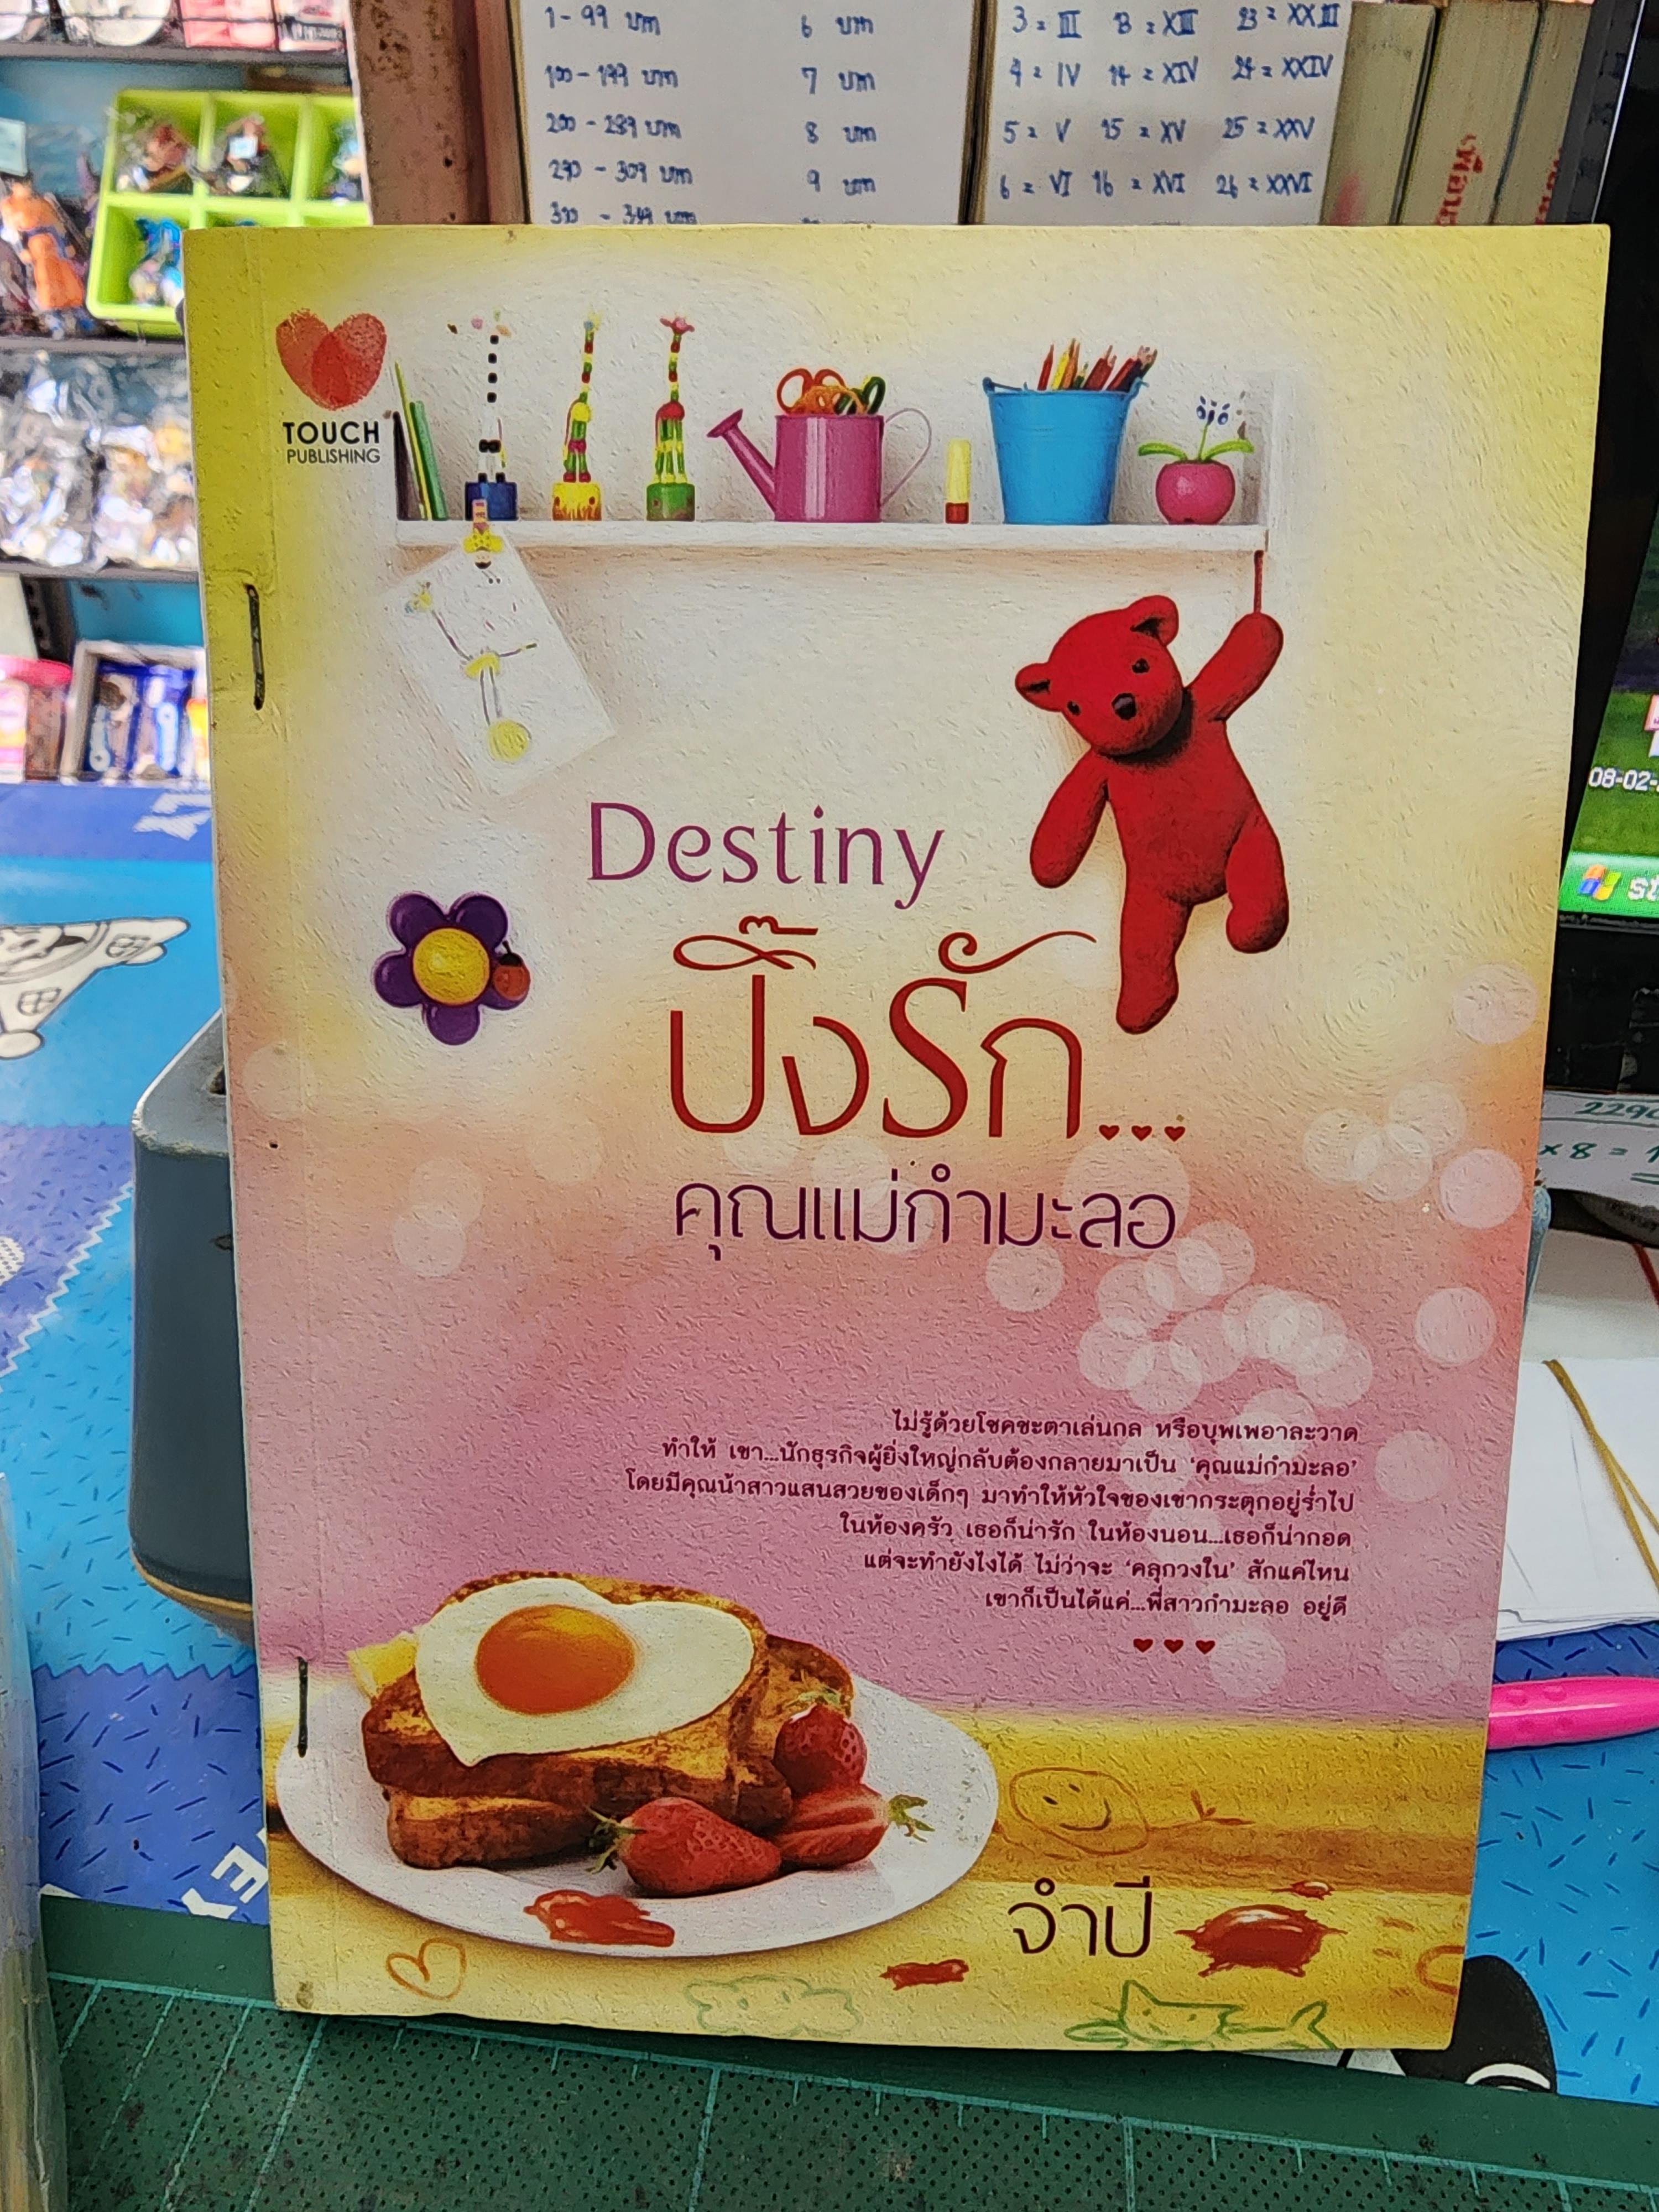 1-99 บาท 6 บาท
100-199 บาท 7 บาท
200-289 บาท 8 บาท
290-309 บาท 9 บาท
3 = III 13 = XIII 23 = XXIII
4 = IV 14 = XIV 24 = XXIV
5 = V 15 = XV 25 = XXV
6 = VI 16 = XVI 26 = XXVI
TOUCH
PUBLISHING
Destiny
ปิ๊งรัก...
คุณแม่กำมะลอ
ไม่รู้ด้วยโชคชะตาเล่นกล หรือบุพเพอาละวาด
ทำให้ เขา...นักธุรกิจผู้ยิ่งใหญ่กลับต้องกลายมาเป็น ‘คุณแม่กำมะลอ’
โดยมีคุณน้าสาวแสนสวยของเด็กๆ มาทำให้หัวใจของเขากระตุกอยู่ร่ำไป
ในห้องครัว เธอก็น่ารัก ในห้องนอน...เธอก็น่ากอด
แต่จะทำยังไงได้ ไม่ว่าจะ ‘คลุกวงใน’ สักแค่ไหน
เขาก็เป็นได้แค่...พี่สาวกำมะลอ อยู่ดี
จำปี
08-02-
2290
x 8 =